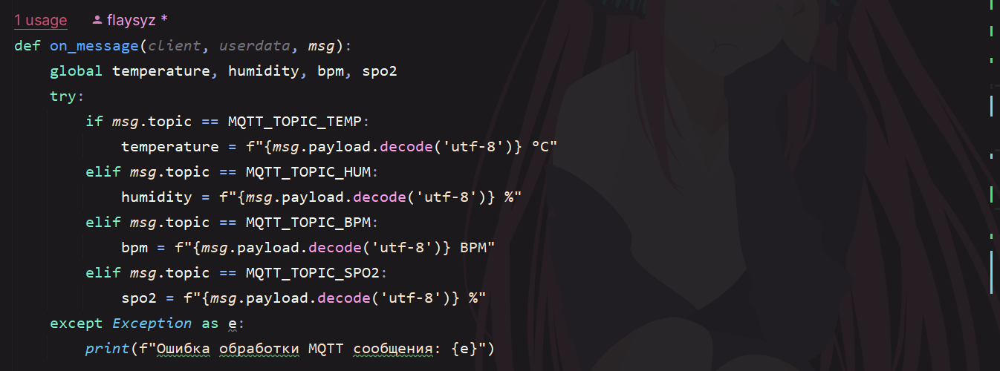 1 usage flaysyz *
def on_message(client, userdata, msg):
    global temperature, humidity, bpm, spo2
    try:
        if msg.topic == MQTT_TOPIC_TEMP:
            temperature = f"{msg.payload.decode('utf-8')} °C"
        elif msg.topic == MQTT_TOPIC_HUM:
            humidity = f"{msg.payload.decode('utf-8')} %"
        elif msg.topic == MQTT_TOPIC_BPM:
            bpm = f"{msg.payload.decode('utf-8')} BPM"
        elif msg.topic == MQTT_TOPIC_SPO2:
            spo2 = f"{msg.payload.decode('utf-8')} %"
    except Exception as e:
        print(f"Ошибка обработки MQTT сообщения: {e}")